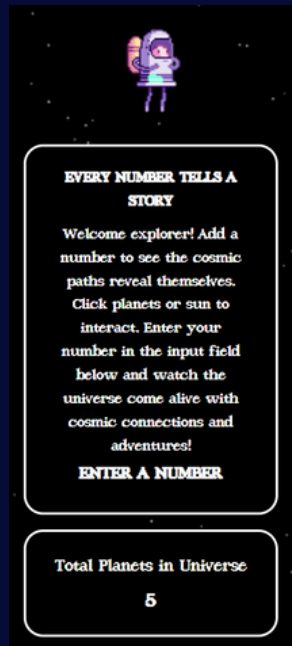 EVERY NUMBER TELLS A
STORY
Welcome explorer! Add a
number to see the cosmic
paths reveal themselves.
Click planets or sun to
interact. Enter your
number in the input field
below and watch the
universe come alive with
cosmic connections and
adventures!
ENTER A NUMBER
Total Planets in Universe
5